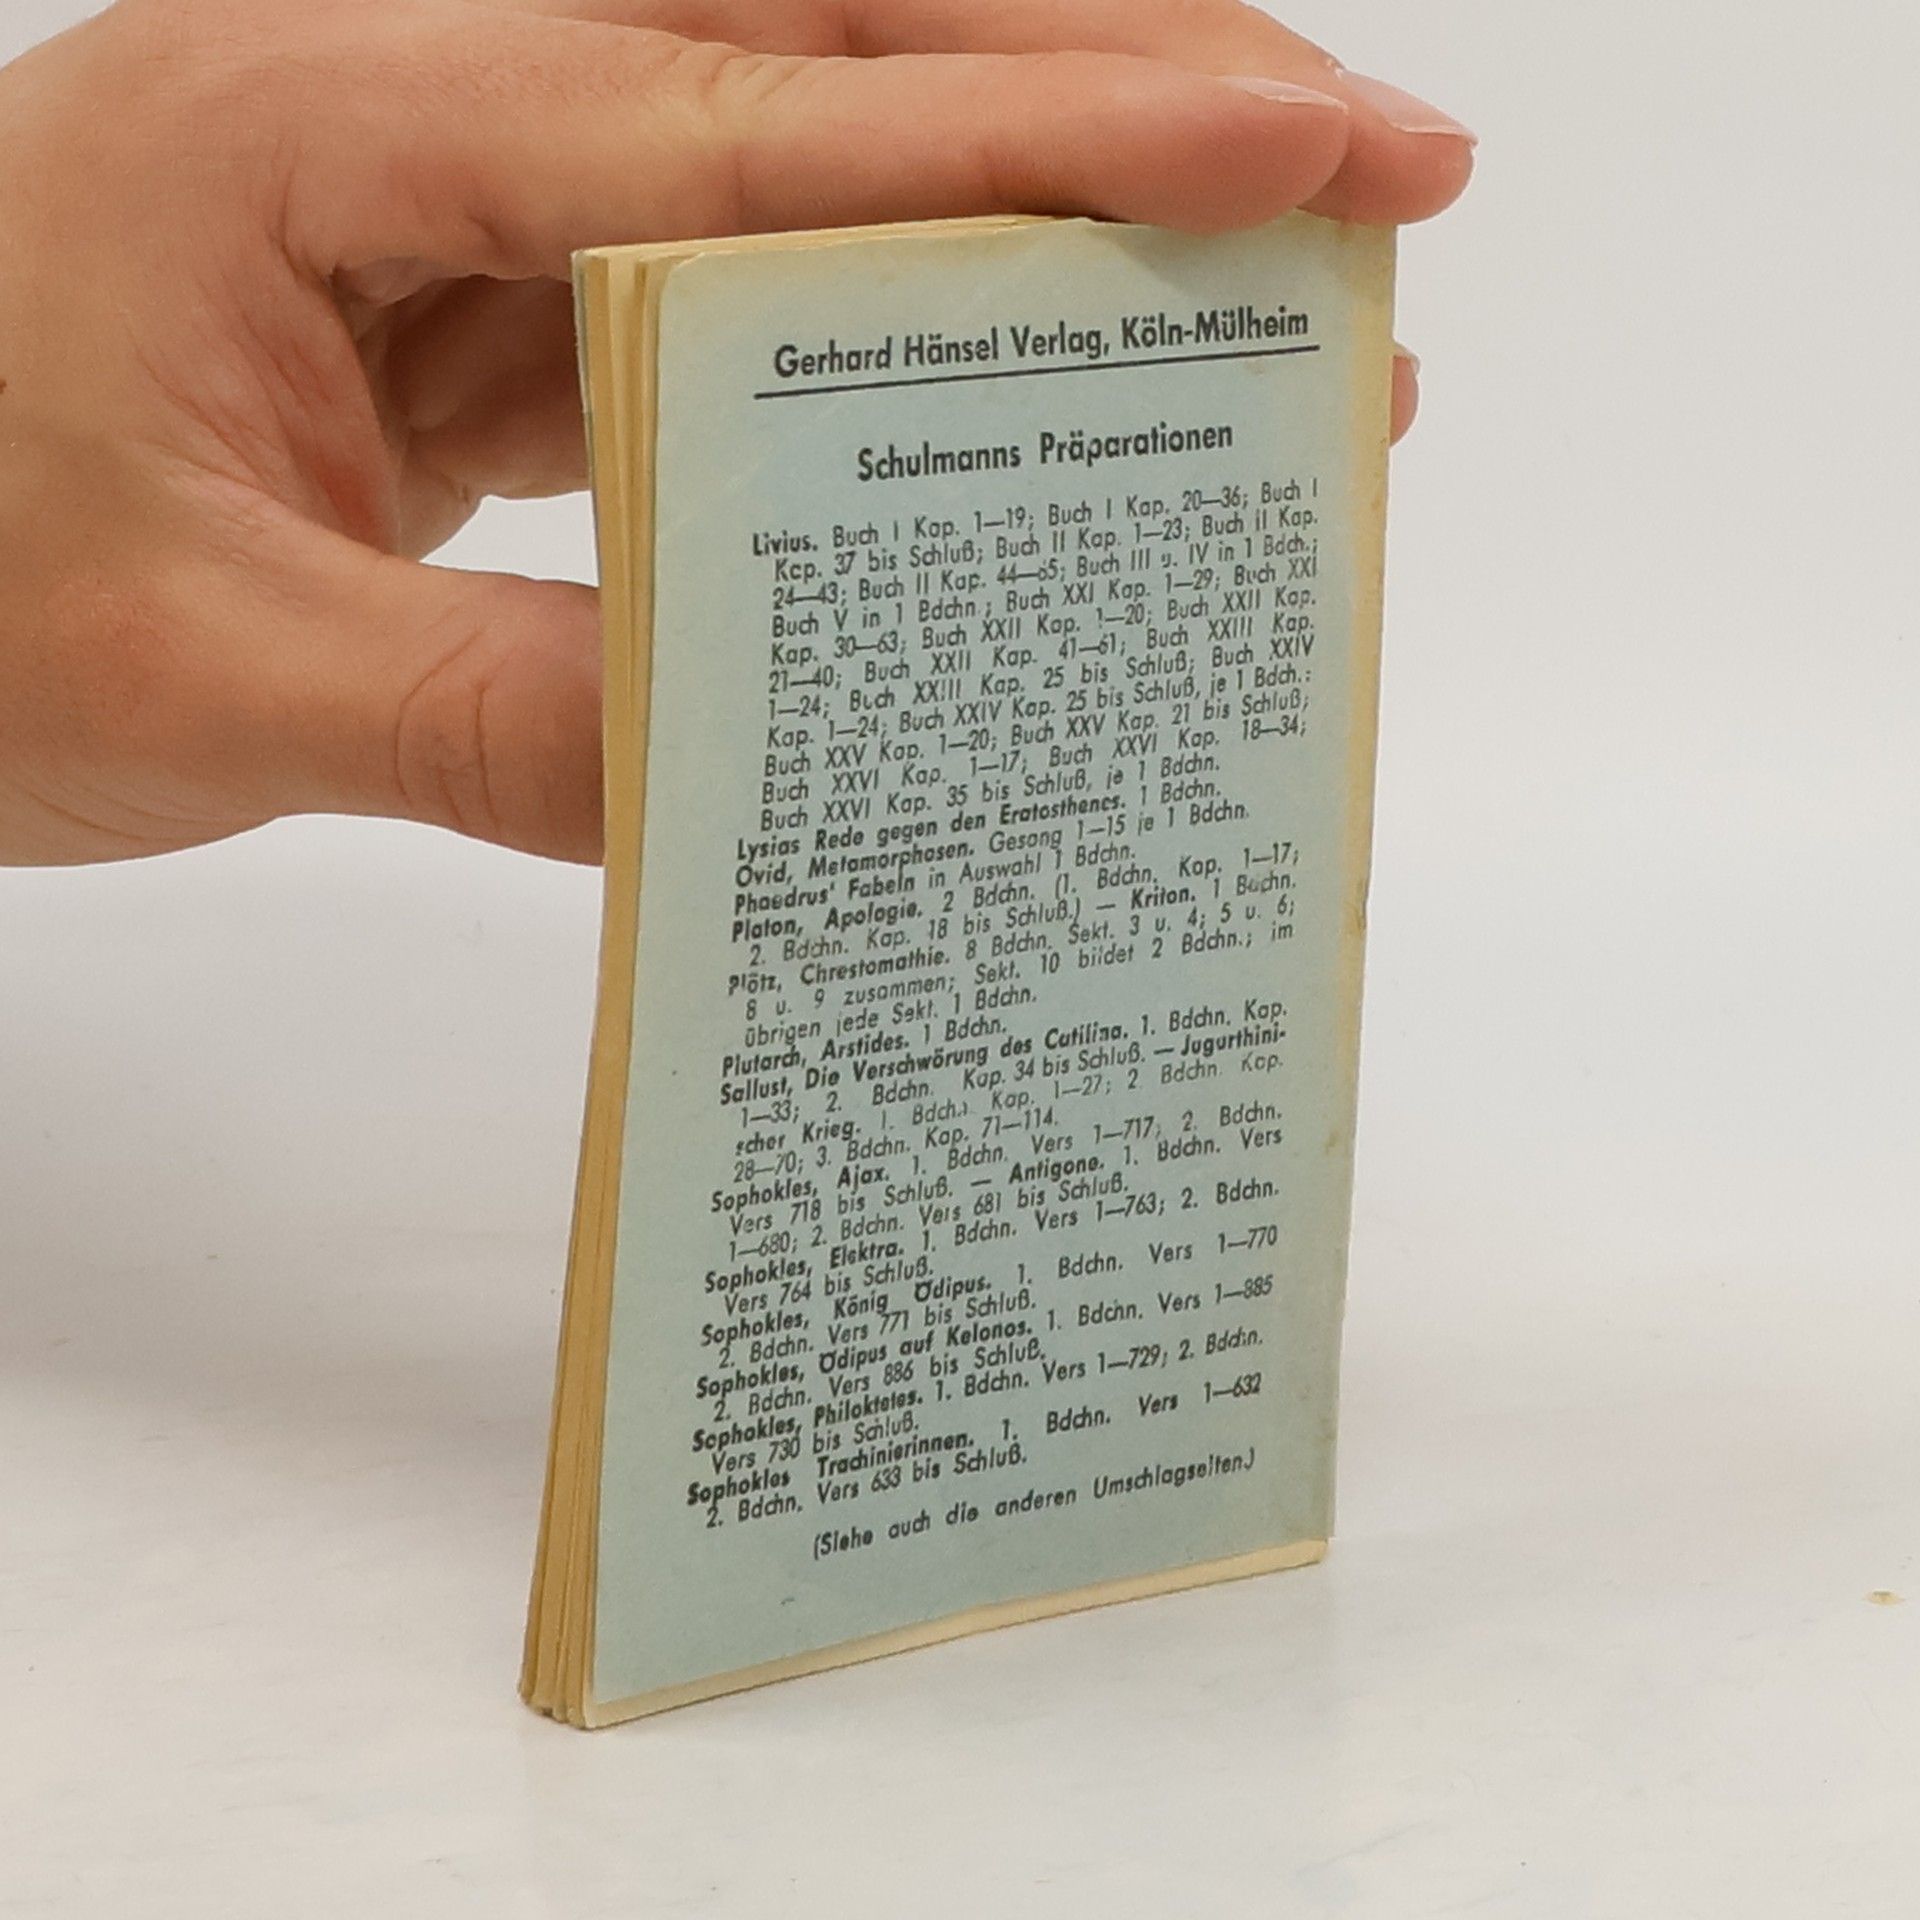 Gerhard Hänsel Verlag, Köln-Mülheim
Schulmanns Präparationen
Livius. Buch I Kap. 1—19; Buch I Kap. 20—36; Buch I
Kap. 37 bis Schluß; Buch II Kap. 1—23; Buch II Kap.
24—43; Buch II Kap. 44—65; Buch III u. IV in 1 Bdch.;
Buch V in 1 Bdchn.; Buch XXI Kap. 1—29; Buch XXI
Kap. 30—63; Buch XXII Kap. 1—20; Buch XXII Kap.
21—40; Buch XXII Kap. 41—61; Buch XXIII Kap.
1—24; Buch XXIII Kap. 25 bis Schluß; Buch XXIV
Kap. 1—24; Buch XXIV Kap. 25 bis Schluß, je 1 Bdch.:
Buch XXV Kap. 1—20; Buch XXV Kap. 21 bis Schluß;
Buch XXVI Kap. 1—17; Buch XXVI Kap. 18—34;
Buch XXVI Kap. 35 bis Schluß, je 1 Bdchn.
Lysias Rede gegen den Eratosthenes. 1 Bdchn.
Ovid, Metamorphosen. Gesang 1—15 je 1 Bdchn.
Phaedrus' Fabeln in Auswahl 1 Bdchn.
Platon, Apologie. 2 Bdchn. (1. Bdchn. Kap. 1—17;
2. Bdchn. Kap. 18 bis Schluß.) — Kriton. 1 Bdchn.
Plötz, Chrestomathie. 8 Bdchn. Sekt. 3 u. 4; 5 u. 6;
8 u. 9 zusammen; Sekt. 10 bildet 2 Bdchn.; im
übrigen jede Sekt. 1 Bdchn.
Plutarch, Arstides. 1 Bdchn.
Sallust, Die Verschwörung des Catilina. 1. Bdchn. Kap.
1—33; 2. Bdchn. Kap. 34 bis Schluß. — Jugurthini-
scher Krieg. 1. Bdchn. Kap. 1—27; 2. Bdchn. Kap.
28—70; 3. Bdchn. Kap. 71—114.
Sophokles, Ajax. 1. Bdchn. Vers 1—717; 2. Bdchn.
Vers 718 bis Schluß. — Antigone. 1. Bdchn. Vers
1—680; 2. Bdchn. Vers 681 bis Schluß.
Sophokles, Elektra. 1. Bdchn. Vers 1—763; 2. Bdchn.
Vers 764 bis Schluß.
Sophokles, König Ödipus. 1. Bdchn. Vers 1—770
2. Bdchn. Vers 771 bis Schluß.
Sophokles, Ödipus auf Kolonos. 1. Bdchn. Vers 1—885
2. Bdchn. Vers 886 bis Schluß.
Sophokles, Philoktetes. 1. Bdchn. Vers 1—729; 2. Bdchn.
Vers 730 bis Schluß.
Sophokles Trachinierinnen. 1. Bdchn. Vers 1—632
2. Bdchn. Vers 633 bis Schluß.
(Siehe auch die anderen Umschlagseiten.)